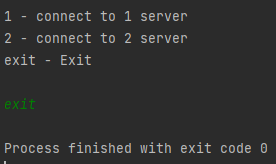 1 - connect to 1 server
2 - connect to 2 server
exit - Exit
exit
Process finished with exit code 0